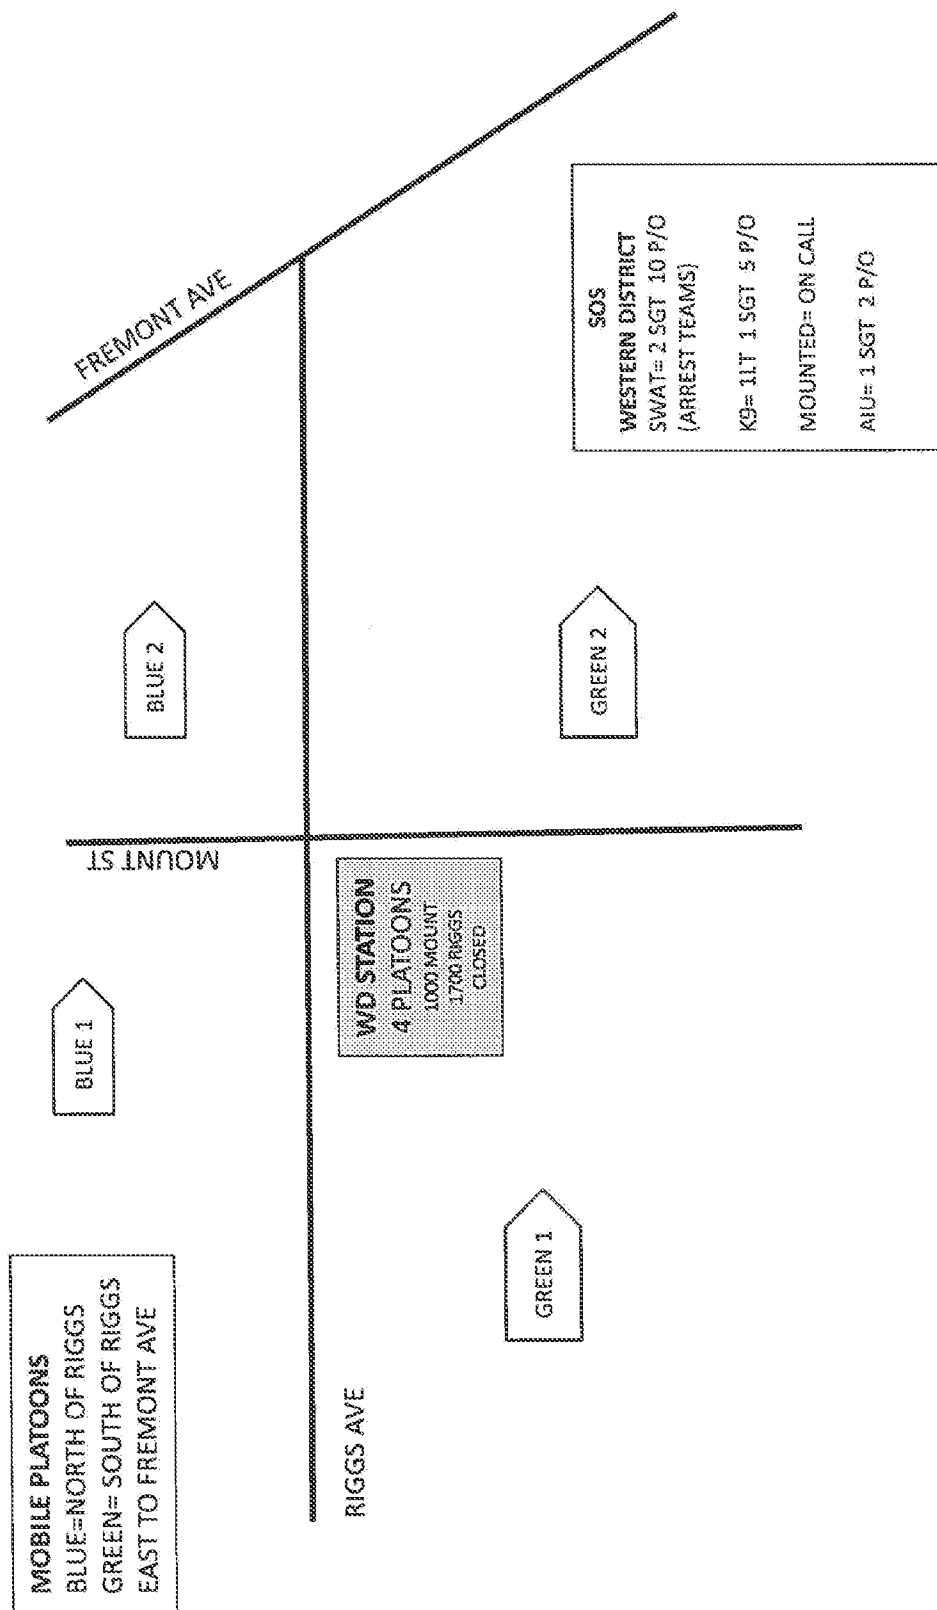 MOBILE PLATOONS
BLUE=NORTH OF RIGGS
GREEN= SOUTH OF RIGGS
EAST TO FREMONT AVE
BLUE 1
BLUE 2
FREMONT AVE
MOUNT ST
RIGGS AVE
WD STATION
4 PLATOONS
1000 MOUNT
1700 RIGGS
CLOSED
GREEN 1
GREEN 2
SOS
WESTERN DISTRICT
SWAT= 2 SGT 10 P/O
(ARREST TEAMS)
K9= 1LT 1 SGT 5 P/O
MOUNTED= ON CALL
AIU= 1 SGT 2 P/O